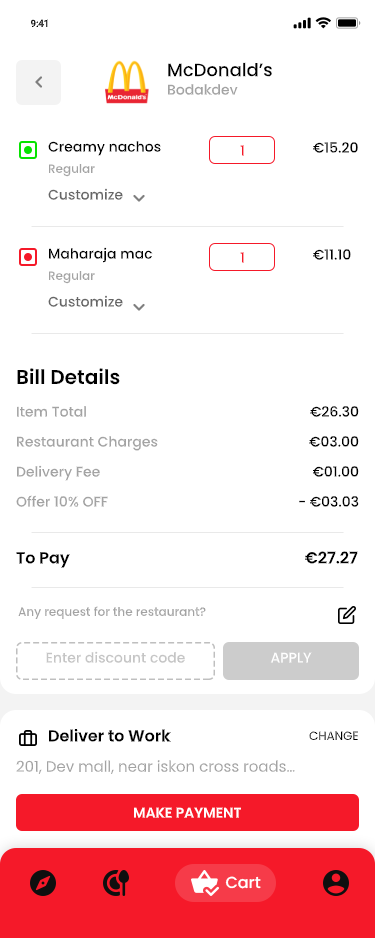 9:41
McDonald's
McDonald's
Bodakdev
Creamy nachos 1 €15.20
Regular
Customize
Maharaja mac 1 €11.10
Regular
Customize
Bill Details
Item Total €26.30
Restaurant Charges €03.00
Delivery Fee €01.00
Offer 10% OFF - €03.03
To Pay €27.27
Any request for the restaurant?
Enter discount code APPLY
Deliver to Work CHANGE
201, Dev mall, near iskon cross roads...
MAKE PAYMENT
Cart